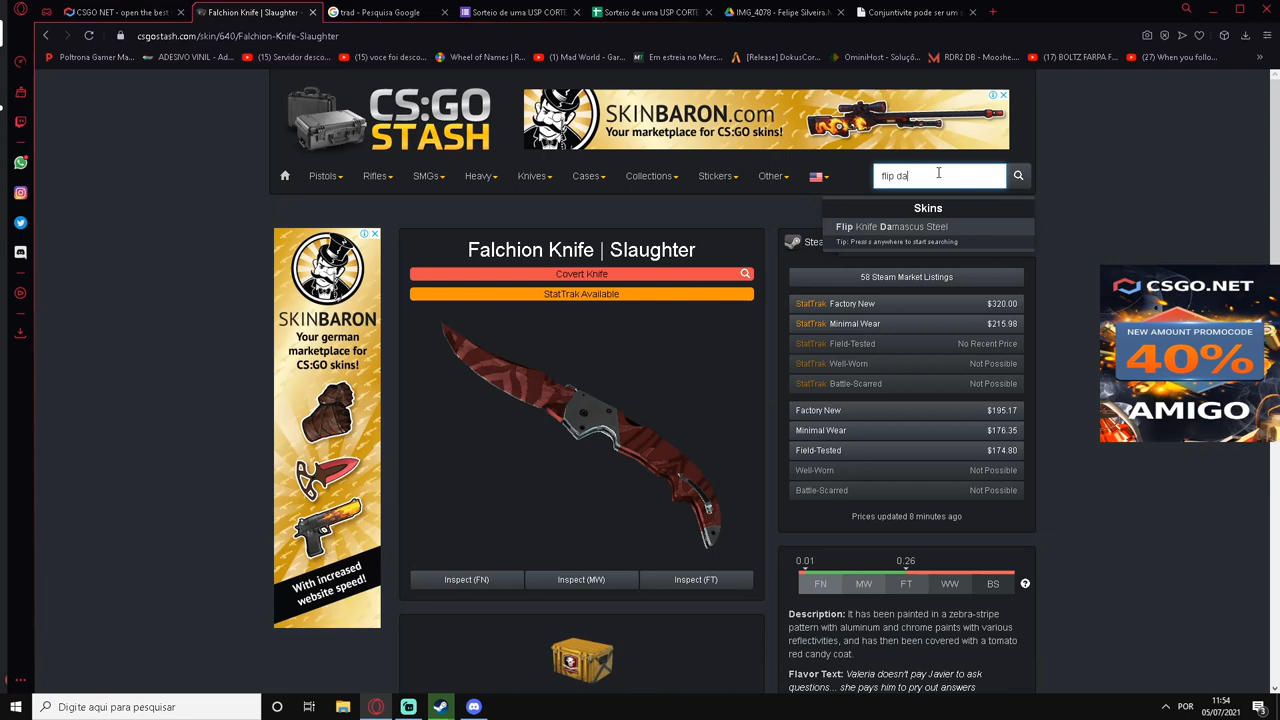 CSGO NET - open the best
Falchion Knife | Slaughter -
trad - Pesquisa Google
Sorteio de uma USP CORTE
Sorteio de uma USP CORTE
IMG_4078 - Felipe Silveira.M
Conjuntivite pode ser um s
csgostash.com/skin/640/Falchion-Knife-Slaughter
Poltrona Gamer Ma...
ADESIVO VINIL - Ad...
(15) Servidor desco...
(15) voce foi desco...
Wheel of Names | R...
(1) Mad World - Gar...
Em estreia no Merc...
[Release] DokusCor...
OminiHost - Soluçõ...
RDR2 DB - Mooshe...
(17) BOLTZ FARPA F...
(27) When you follo...
CS:GO
STASH
SKINBARON.com
Your marketplace for CS:GO skins!
Pistols
Rifles
SMGs
Heavy
Knives
Cases
Collections
Stickers
Other
flip da
Skins
Flip Knife Damascus Steel
Tip: Press s anywhere to start searching
SKINBARON
Your german
marketplace for
CS:GO skins!
With increased
website speed!
Falchion Knife | Slaughter
Covert Knife
StatTrak Available
Inspect (FN)
Inspect (MW)
Inspect (FT)
Stea
58 Steam Market Listings
StatTrak Factory New $320.00
StatTrak Minimal Wear $215.98
StatTrak Field-Tested No Recent Price
StatTrak Well-Worn Not Possible
StatTrak Battle-Scarred Not Possible
Factory New $195.17
Minimal Wear $176.35
Field-Tested $174.80
Well-Worn Not Possible
Battle-Scarred Not Possible
Prices updated 8 minutes ago
0.01 0.26
FN MW FT WW BS
Description: It has been painted in a zebra-stripe
pattern with aluminum and chrome paints with various
reflectivities, and has then been covered with a tomato
red candy coat.
Flavor Text: Valeria doesn't pay Javier to ask
questions... she pays him to pry out answers
CSGO.NET
NEW AMOUNT PROMOCODE
40%
AMIGO
Digite aqui para pesquisar
POR
11:54
05/07/2021
3